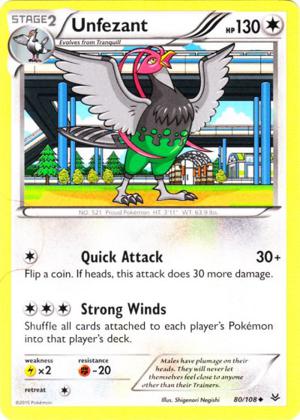 STAGE2 Unfezant HP 130
Evolves from Tranquill
NO. 521 Proud Pokémon HT. 3'11" WT. 63.9 lbs.
Quick Attack 30+
Flip a coin. If heads, this attack does 30 more damage.
Strong Winds
Shuffle all cards attached to each player's Pokémon
into that player's deck.
weakness resistance
×2 -20
retreat
Males have plumage on their
heads. They will never let
themselves feel close to anyone
other than their Trainers.
Illus. Shigenori Negishi
80/108
©2015 Pokémon